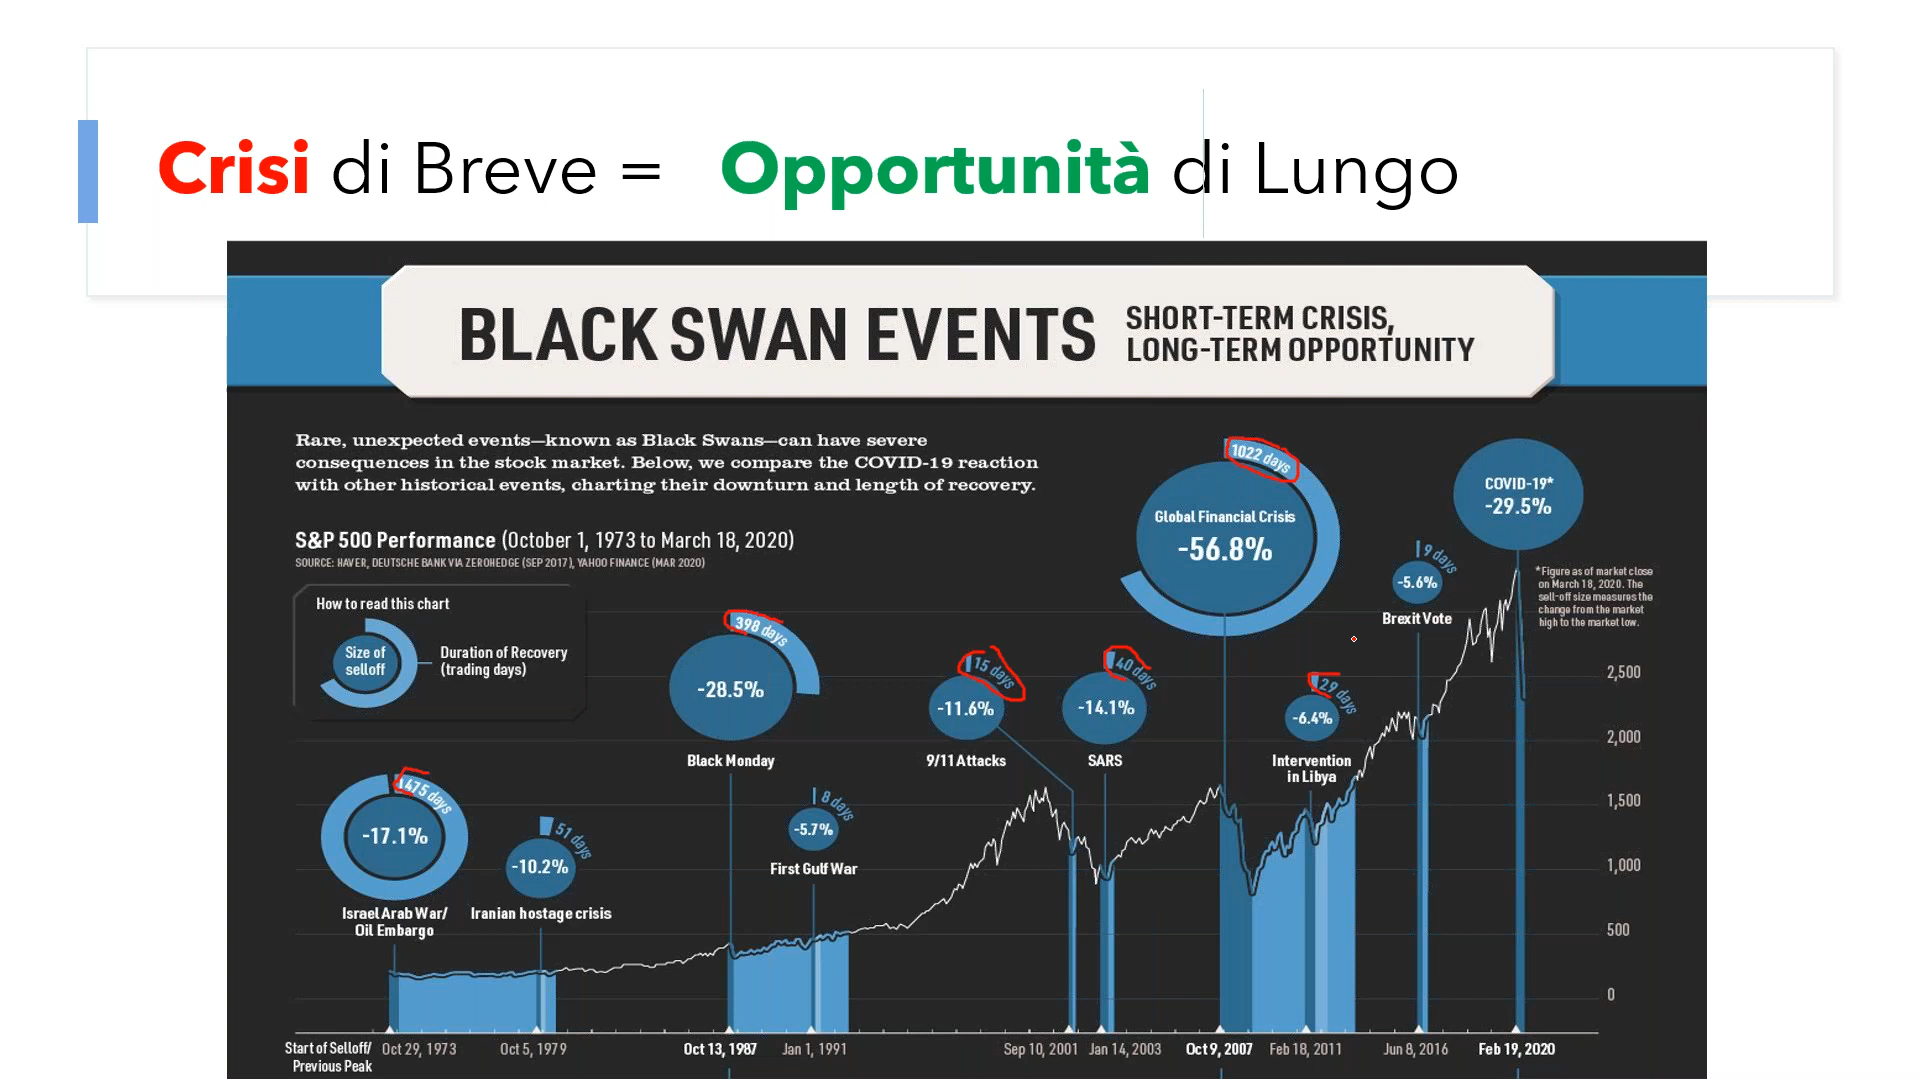 Crisi di Breve = Opportunità di Lungo
BLACK SWAN EVENTS
SHORT-TERM CRISIS,
LONG-TERM OPPORTUNITY
Rare, unexpected events—known as Black Swans—can have severe
consequences in the stock market. Below, we compare the COVID-19 reaction
with other historical events, charting their downturn and length of recovery.
S&P 500 Performance (October 1, 1973 to March 18, 2020)
SOURCE: HAVER, DEUTSCHE BANK VIA ZEROHEDGE (SEP 2017), YAHOO FINANCE (MAR 2020)
How to read this chart
Size of
selloff
Duration of Recovery
(trading days)
1475 days
-17.1%
Israel Arab War/
Oil Embargo
51 days
-10.2%
Iranian hostage crisis
398 days
-28.5%
Black Monday
8 days
-5.7%
First Gulf War
15 days
-11.6%
9/11 Attacks
40 days
-14.1%
SARS
1022 days
Global Financial Crisis
-56.8%
29 days
-6.4%
Intervention
in Libya
9 days
-5.6%
Brexit Vote
COVID-19*
-29.5%
*Figure as of market close
on March 18, 2020. The
sell-off size measures the
change from the market
high to the market low.
2,500
2,000
1,500
1,000
500
0
Start of Selloff/
Previous Peak
Oct 29, 1973
Oct 5, 1979
Oct 13, 1987
Jan 1, 1991
Sep 10, 2001
Jan 14, 2003
Oct 9, 2007
Feb 18, 2011
Jun 8, 2016
Feb 19, 2020